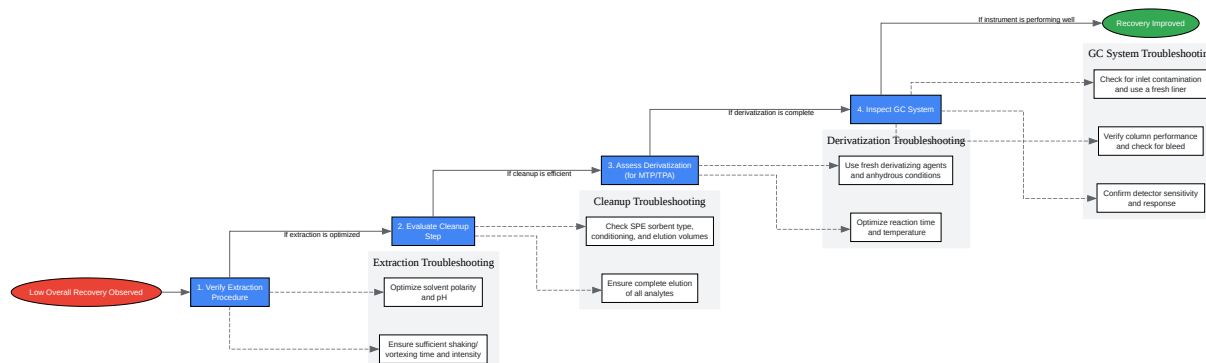 If instrument is performing well
Recovery Improved
GC System Troubleshootin
Check for inlet contamination
and use a fresh liner
4. Inspect GC System
If derivatization is complete
Derivatization Troubleshooting
Verify column performance
and check for bleed
3. Assess Derivatization
(for MTP/TPA)
If cleanup is efficient
Use fresh derivatizing agents
and anhydrous conditions
Confirm detector sensitivity
and response
Cleanup Troubleshooting
2. Evaluate Cleanup
Step
If extraction is optimized
Check SPE sorbent type,
conditioning, and elution volumes
Optimize reaction time
and temperature
Extraction Troubleshooting
Low Overall Recovery Observed
1. Verify Extraction
Procedure
Optimize solvent polarity
and pH
Ensure complete elution
of all analytes
Ensure sufficient shaking/
vortexing time and intensity